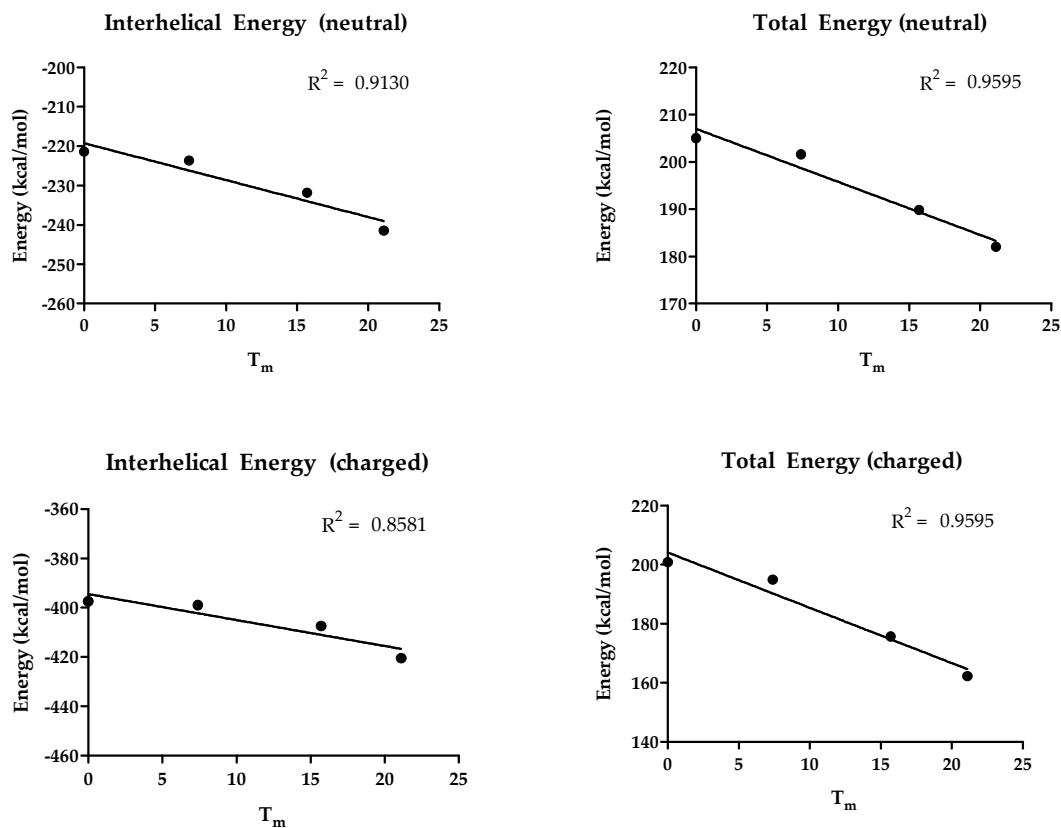 Interhelical Energy (neutral)
R² = 0.9130
Energy (kcal/mol)
-200
-210
-220
-230
-240
-250
-260
0 5 10 15 20 25
Tm
Total Energy (neutral)
R² = 0.9595
Energy (kcal/mol)
220
210
200
190
180
170
0 5 10 15 20 25
Tm
Interhelical Energy (charged)
R² = 0.8581
Energy (kcal/mol)
-360
-380
-400
-420
-440
-460
0 5 10 15 20 25
Tm
Total Energy (charged)
R² = 0.9595
Energy (kcal/mol)
220
200
180
160
140
0 5 10 15 20 25
Tm